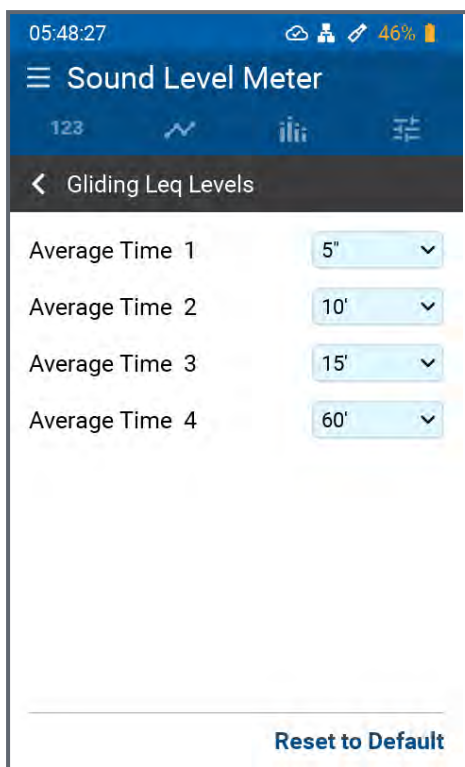 05:48:27 46%
Sound Level Meter
123
Gliding Leq Levels
Average Time 1 5"
Average Time 2 10'
Average Time 3 15'
Average Time 4 60'
Reset to Default